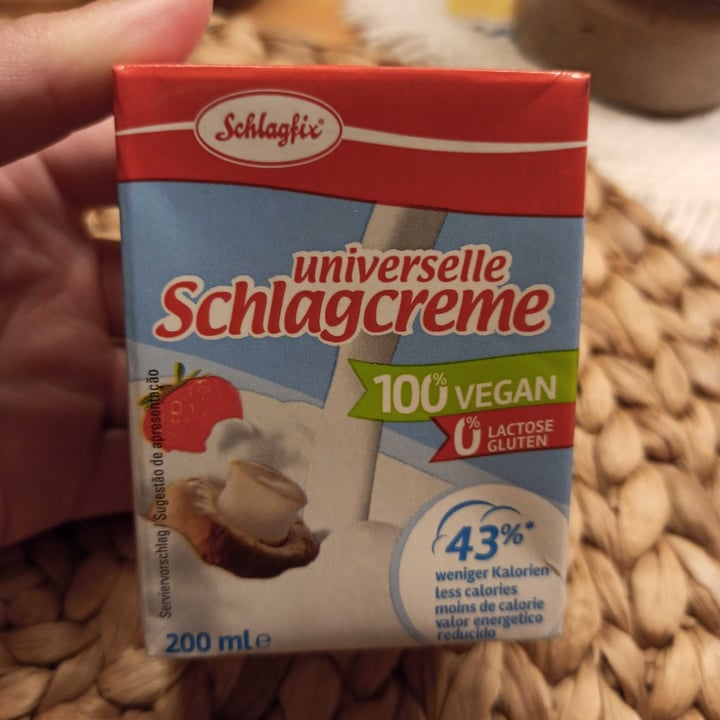 Schlagfix®
universelle
Schlagcreme
100% VEGAN
0% LACTOSE
GLUTEN
Serviervorschlag / Sugestão de apresentação
43%*
weniger Kalorien
less calories
moins de calorie
valor energetico
reducido
200 ml e